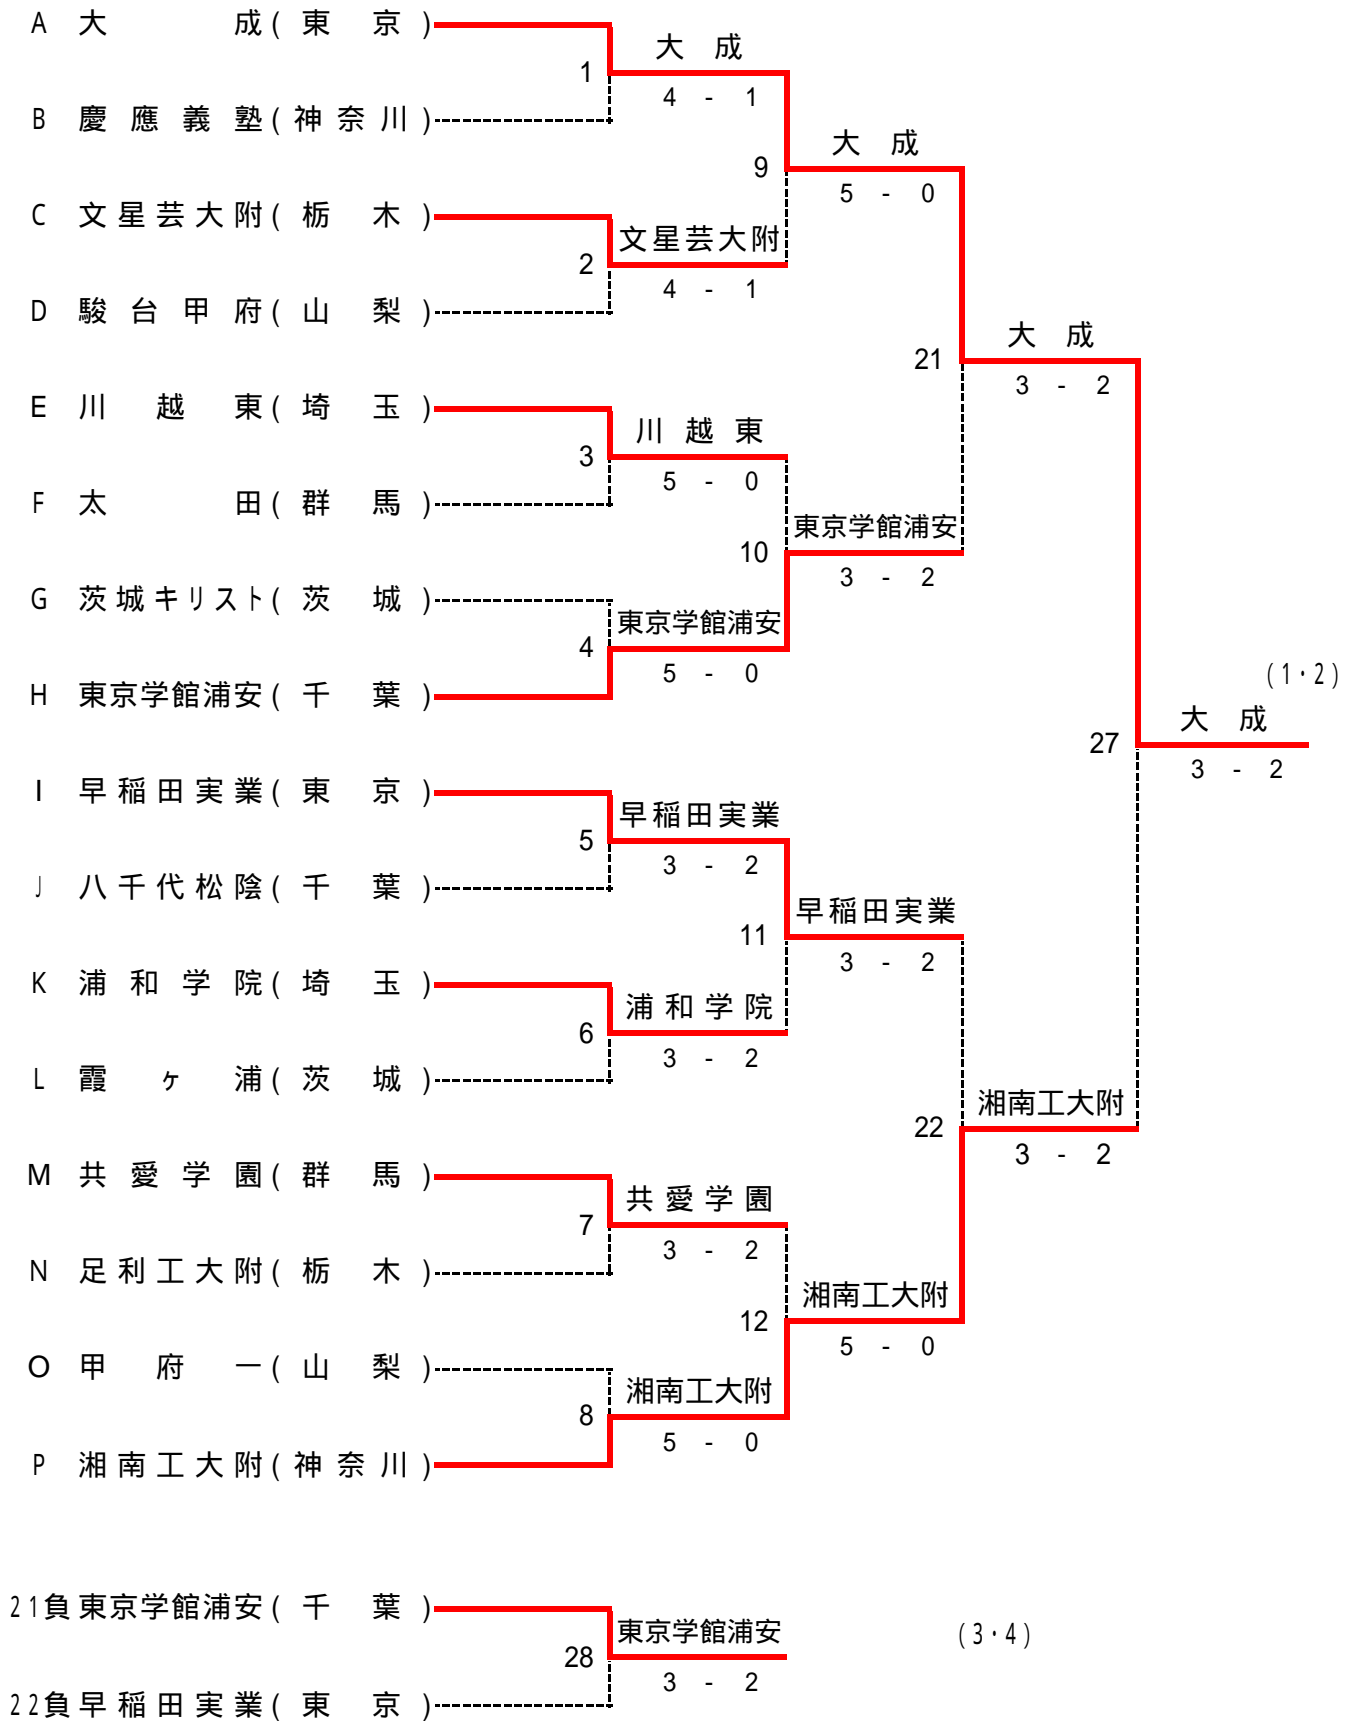 A 大成(東京)
大成
1
4 - 1
B 慶應義塾(神奈川)
大成
9
5 - 0
C 文星芸大附(栃木)
文星芸大附
2
4 - 1
D 駿台甲府(山梨)
大成
21
3 - 2
E 川越東(埼玉)
川越東
3
5 - 0
F 太田(群馬)
東京学館浦安
10
3 - 2
G 茨城キリスト(茨城)
東京学館浦安
4
5 - 0
H 東京学館浦安(千葉)
(1・2)
大成
27
3 - 2
I 早稲田実業(東京)
早稲田実業
5
3 - 2
J 八千代松陰(千葉)
早稲田実業
11
3 - 2
K 浦和学院(埼玉)
浦和学院
6
3 - 2
L 霞ヶ浦(茨城)
湘南工大附
22
3 - 2
M 共愛学園(群馬)
共愛学園
7
3 - 2
N 足利工大附(栃木)
湘南工大附
12
5 - 0
O 甲府一(山梨)
湘南工大附
8
5 - 0
P 湘南工大附(神奈川)
21負 東京学館浦安(千葉)
東京学館浦安
(3・4)
28
3 - 2
22負 早稲田実業(東京)